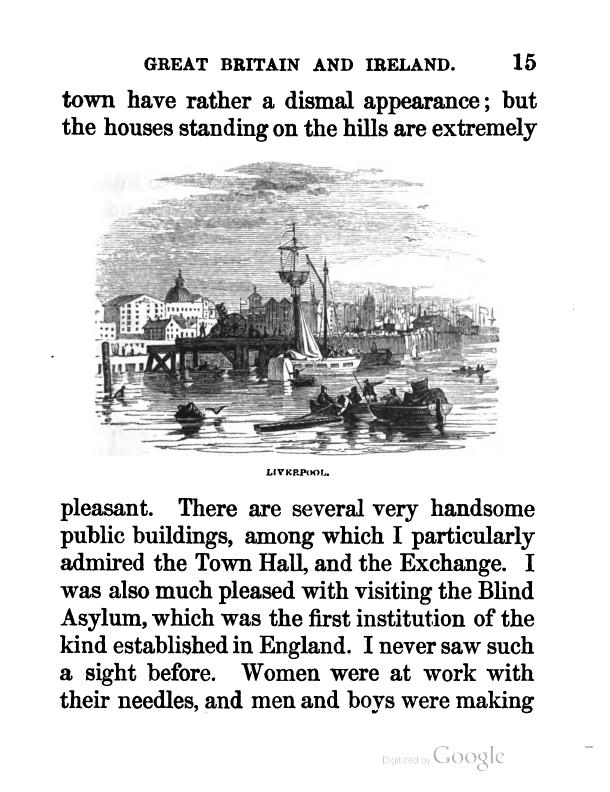 GREAT BRITAIN AND IRELAND. 15
town have rather a dismal appearance; but
the houses standing on the hills are extremely
LIVERPOOL.
pleasant. There are several very handsome
public buildings, among which I particularly
admired the Town Hall, and the Exchange. I
was also much pleased with visiting the Blind
Asylum, which was the first institution of the
kind established in England. I never saw such
a sight before. Women were at work with
their needles, and men and boys were making
Digitized by Google